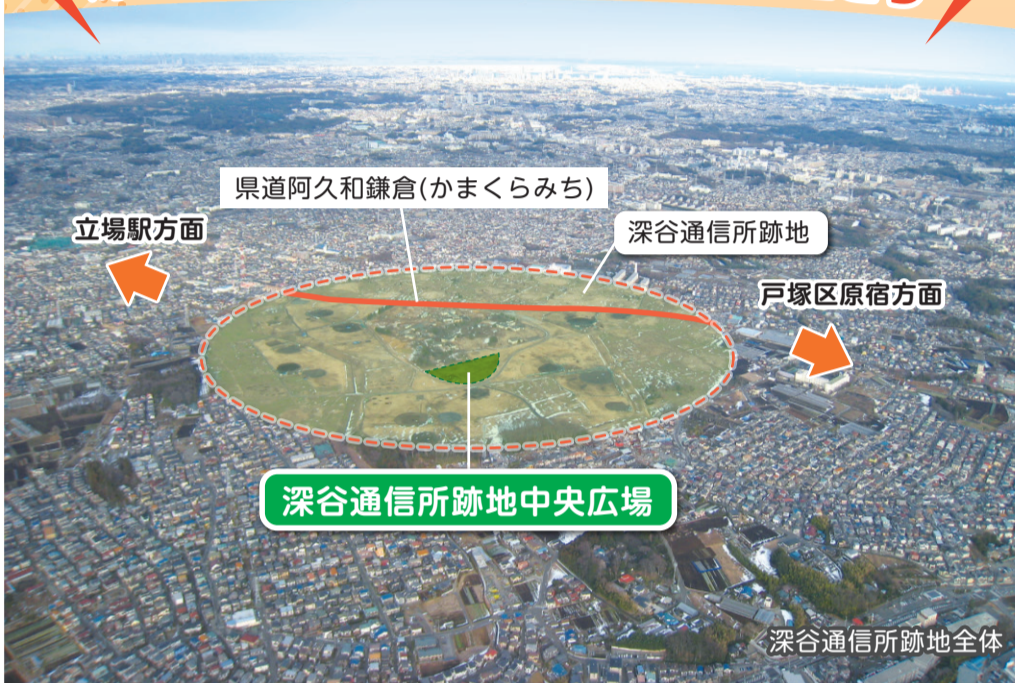 県道阿久和鎌倉(かまくらみち)
立場駅方面
深谷通信所跡地
戸塚区原宿方面
深谷通信所跡地中央広場
深谷通信所跡地全体